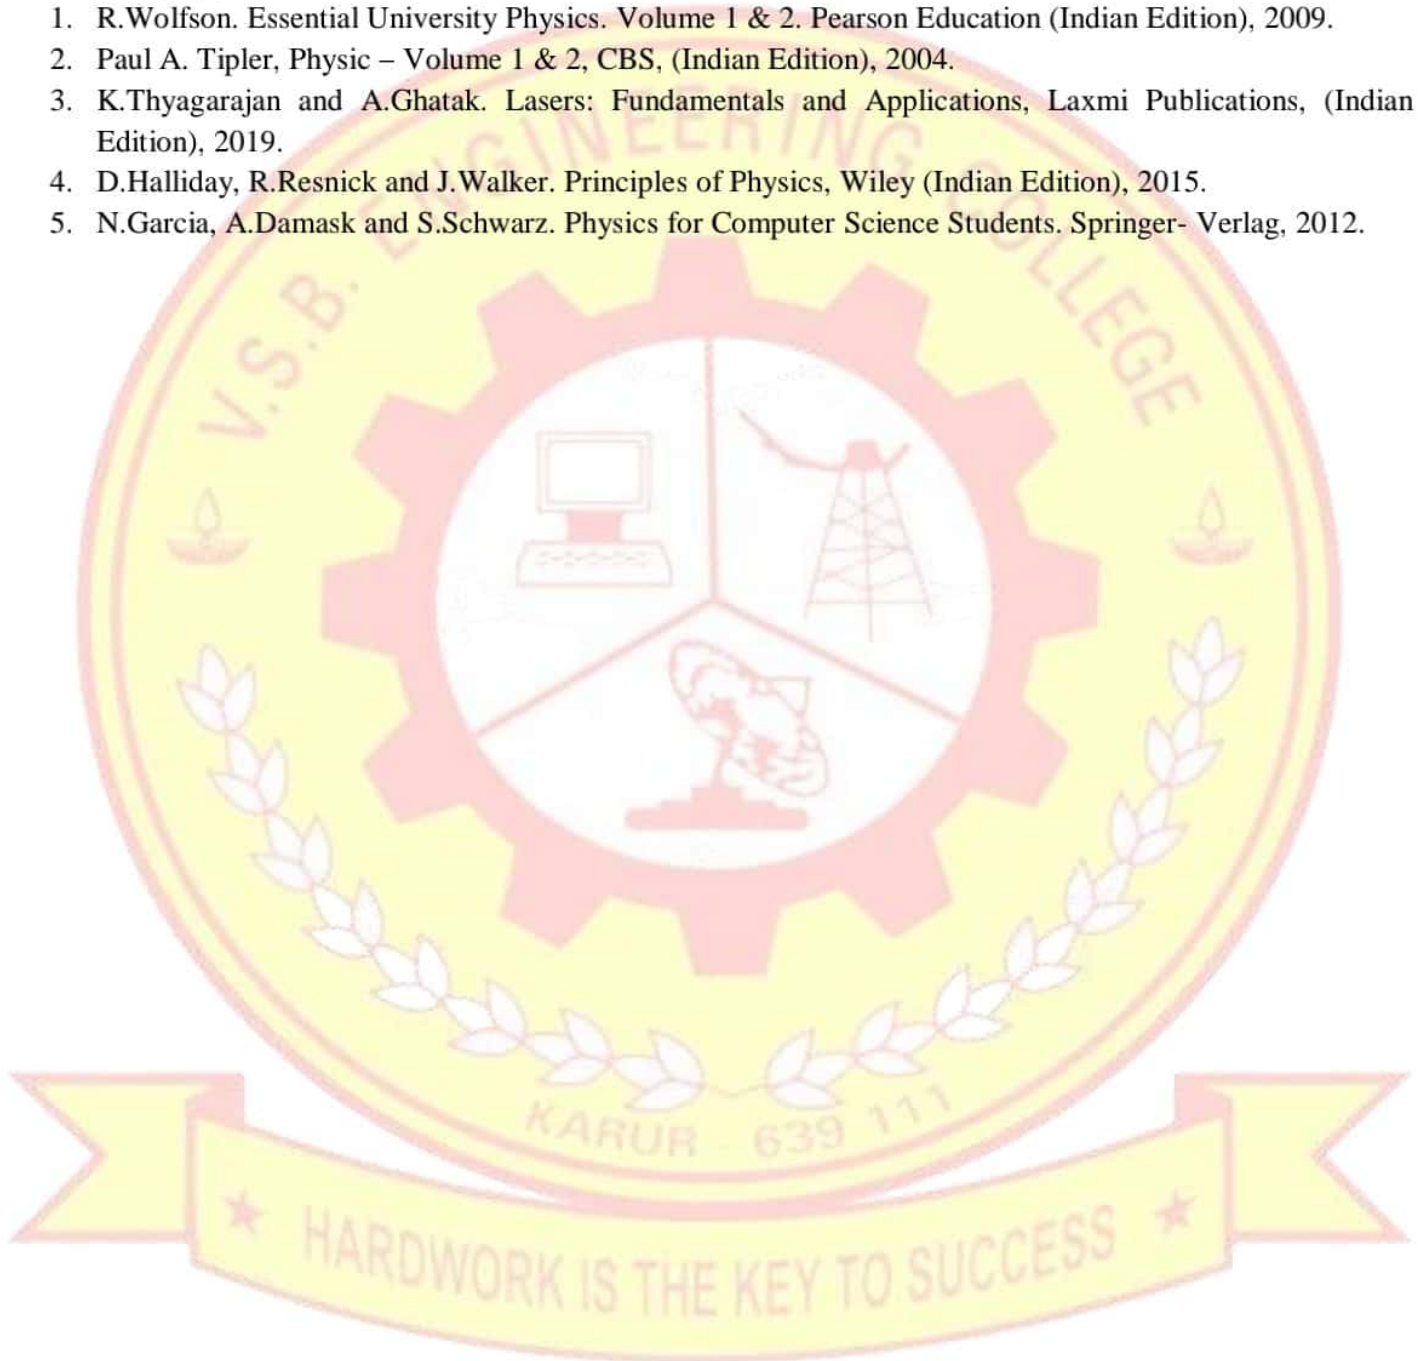 1. R.Wolfson. Essential University Physics. Volume 1 & 2. Pearson Education (Indian Edition), 2009.
2. Paul A. Tipler, Physic – Volume 1 & 2, CBS, (Indian Edition), 2004.
3. K.Thyagarajan and A.Ghatak. Lasers: Fundamentals and Applications, Laxmi Publications, (Indian
Edition), 2019.
4. D.Halliday, R.Resnick and J.Walker. Principles of Physics, Wiley (Indian Edition), 2015.
5. N.Garcia, A.Damask and S.Schwarz. Physics for Computer Science Students. Springer- Verlag, 2012.
V.S.B. ENGINEERING COLLEGE
KARUR - 639 111
HARDWORK IS THE KEY TO SUCCESS